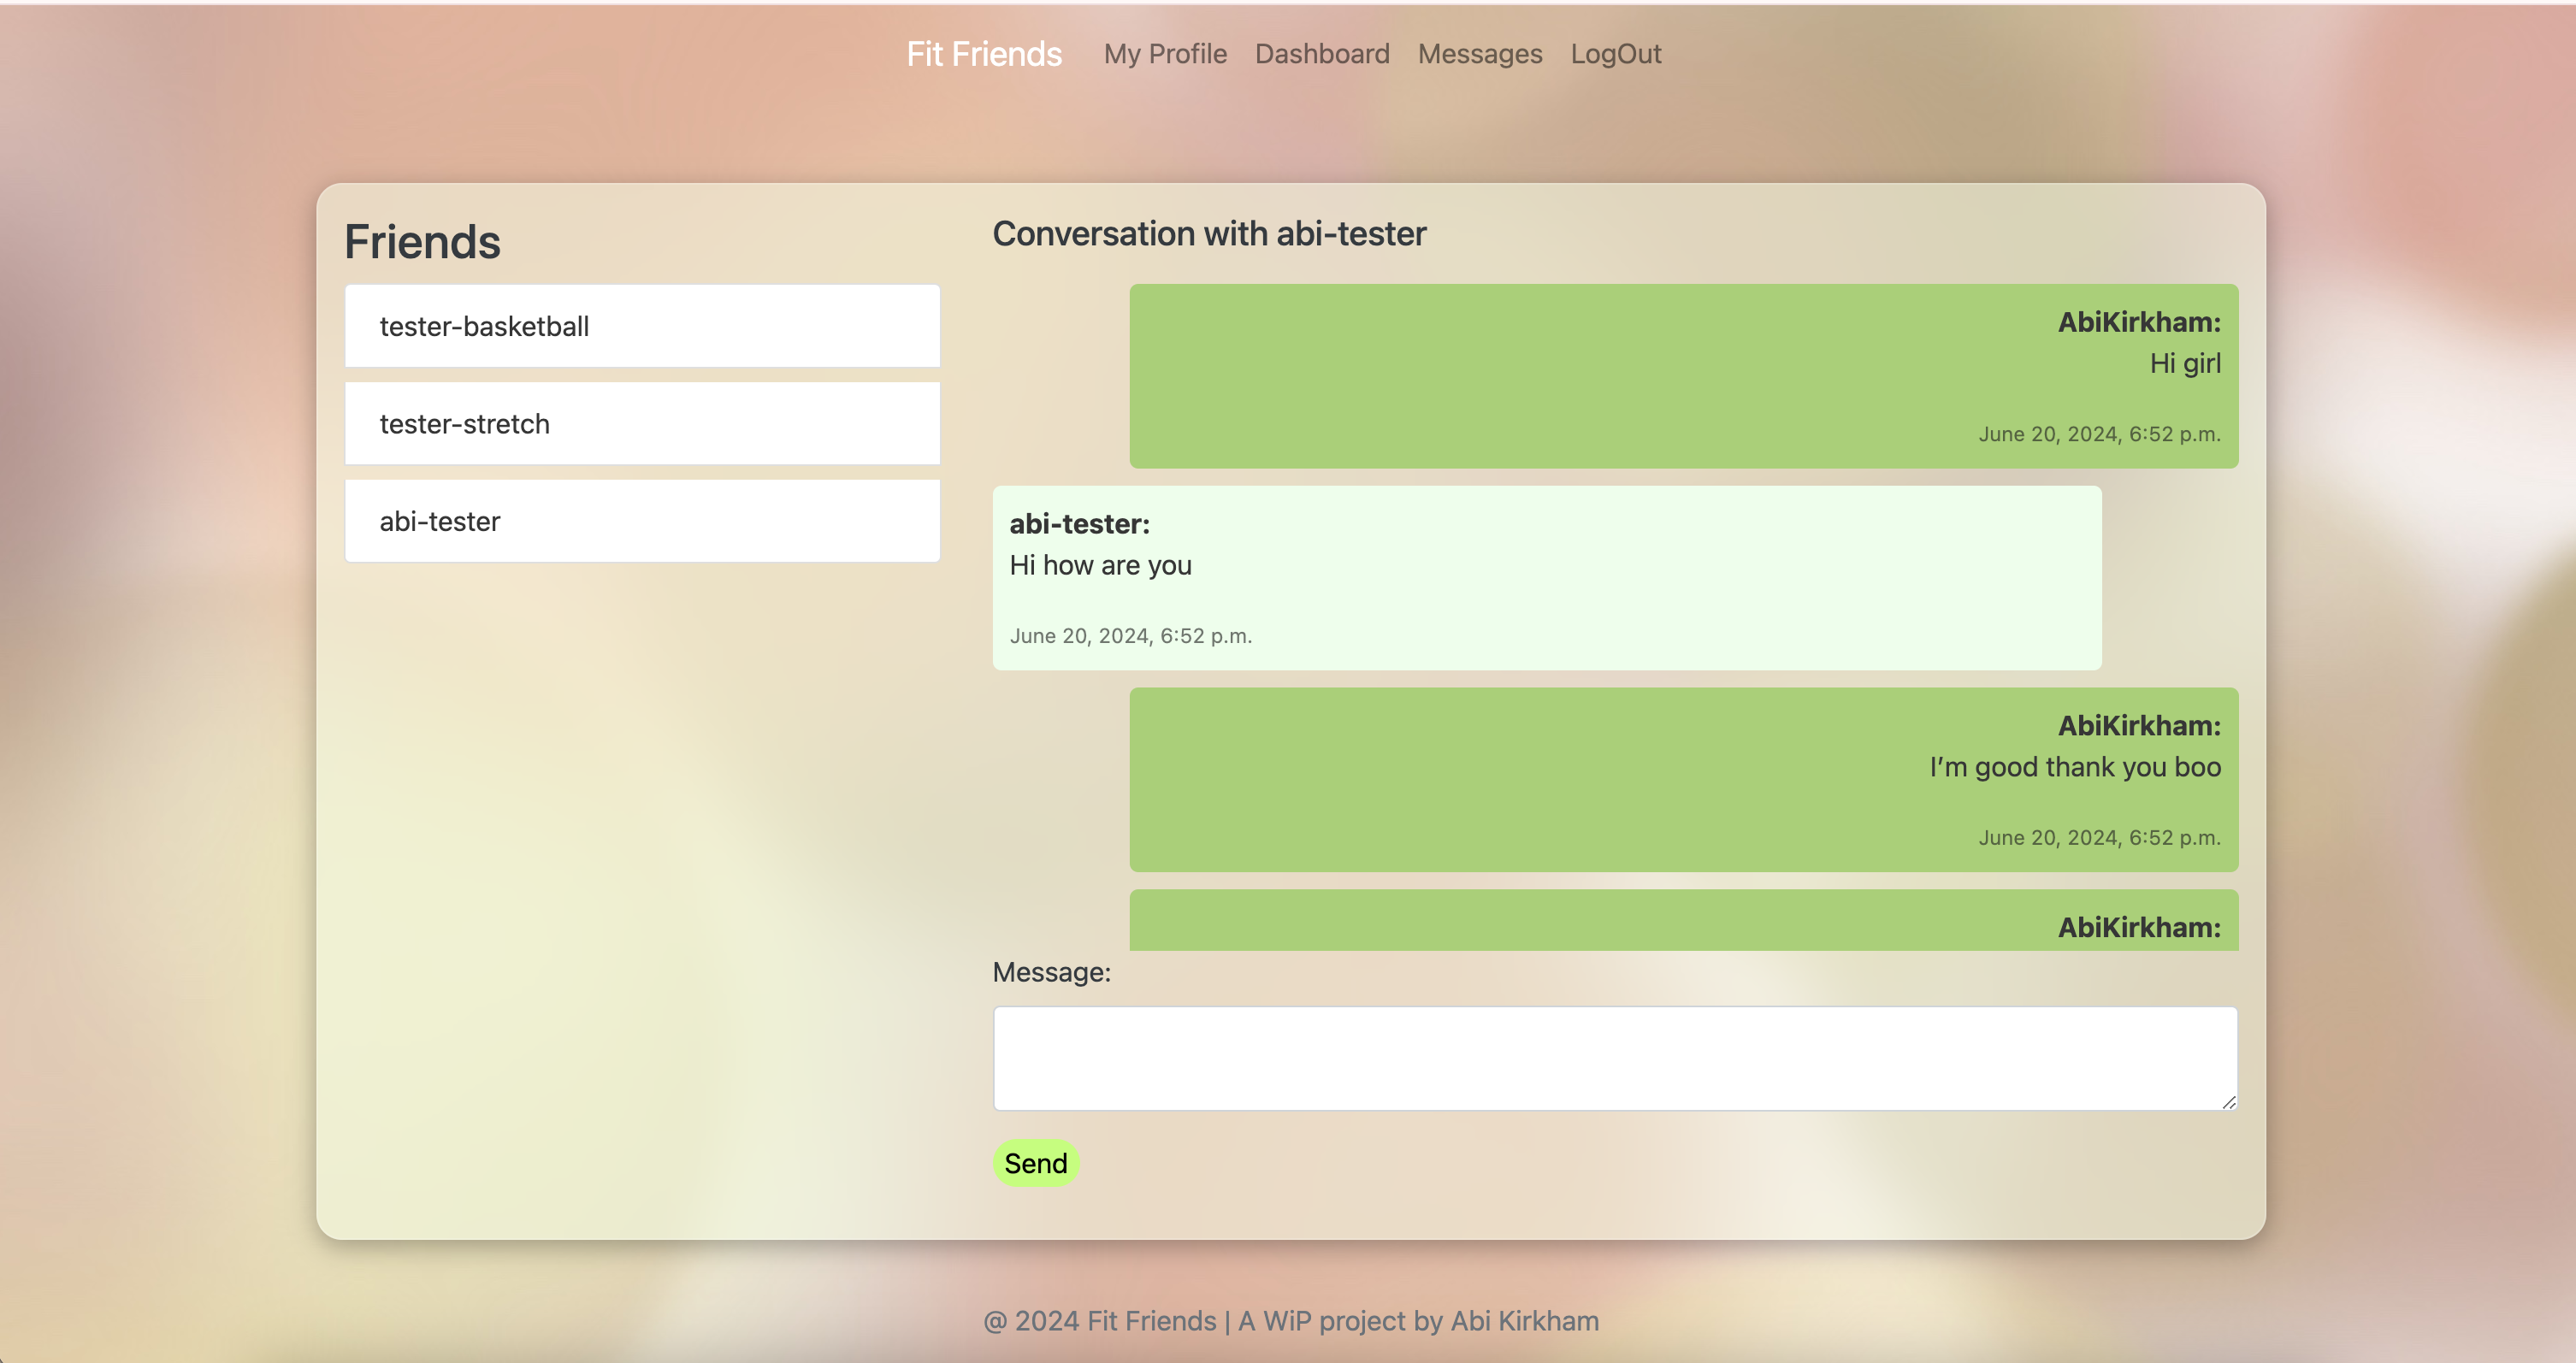 Fit Friends My Profile Dashboard Messages LogOut
Friends
tester-basketball
tester-stretch
abi-tester
Conversation with abi-tester
AbiKirkham:
Hi girl
June 20, 2024, 6:52 p.m.
abi-tester:
Hi how are you
June 20, 2024, 6:52 p.m.
AbiKirkham:
I’m good thank you boo
June 20, 2024, 6:52 p.m.
AbiKirkham:
Message:
Send
@ 2024 Fit Friends | A WiP project by Abi Kirkham